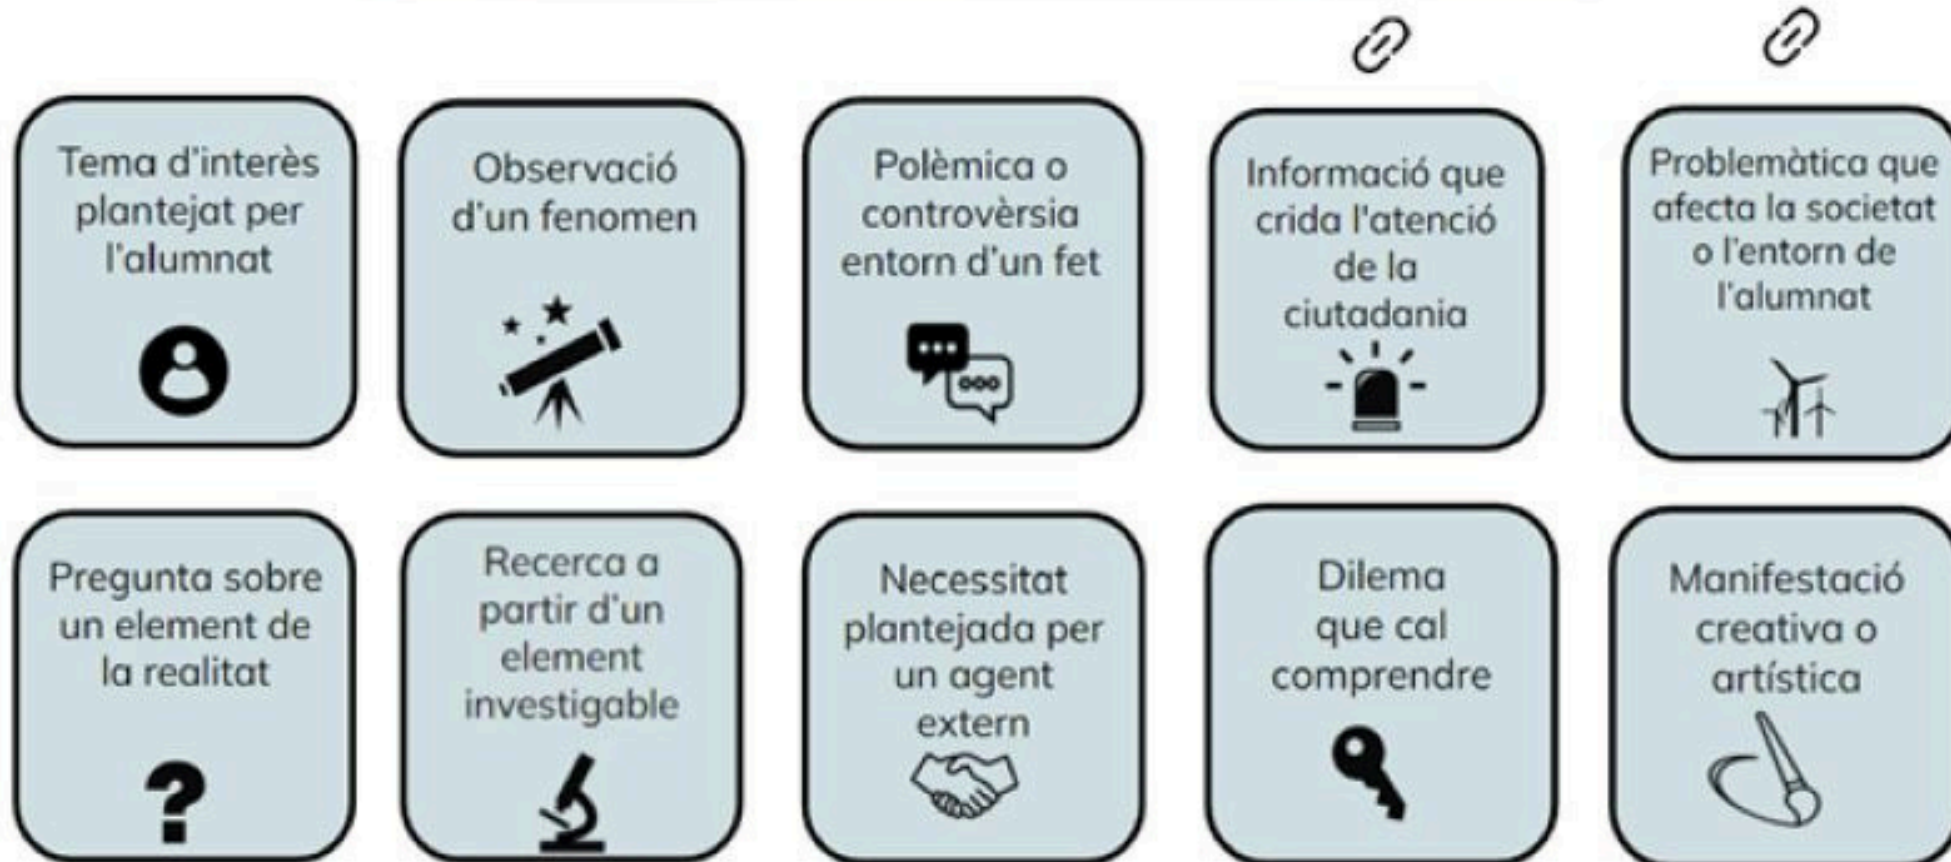 Tema d'interès
plantejat per
l'alumnat
Observació
d'un fenomen
Polèmica o
controvèrsia
entorn d'un fet
Informació que
crida l'atenció
de la
ciutadania
Problemàtica que
afecta la societat
o l'entorn de
l'alumnat
Pregunta sobre
un element de
la realitat
Recerca a
partir d'un
element
investigable
Necessitat
plantejada per
un agent
extern
Dilema
que cal
comprendre
Manifestació
creativa o
artística